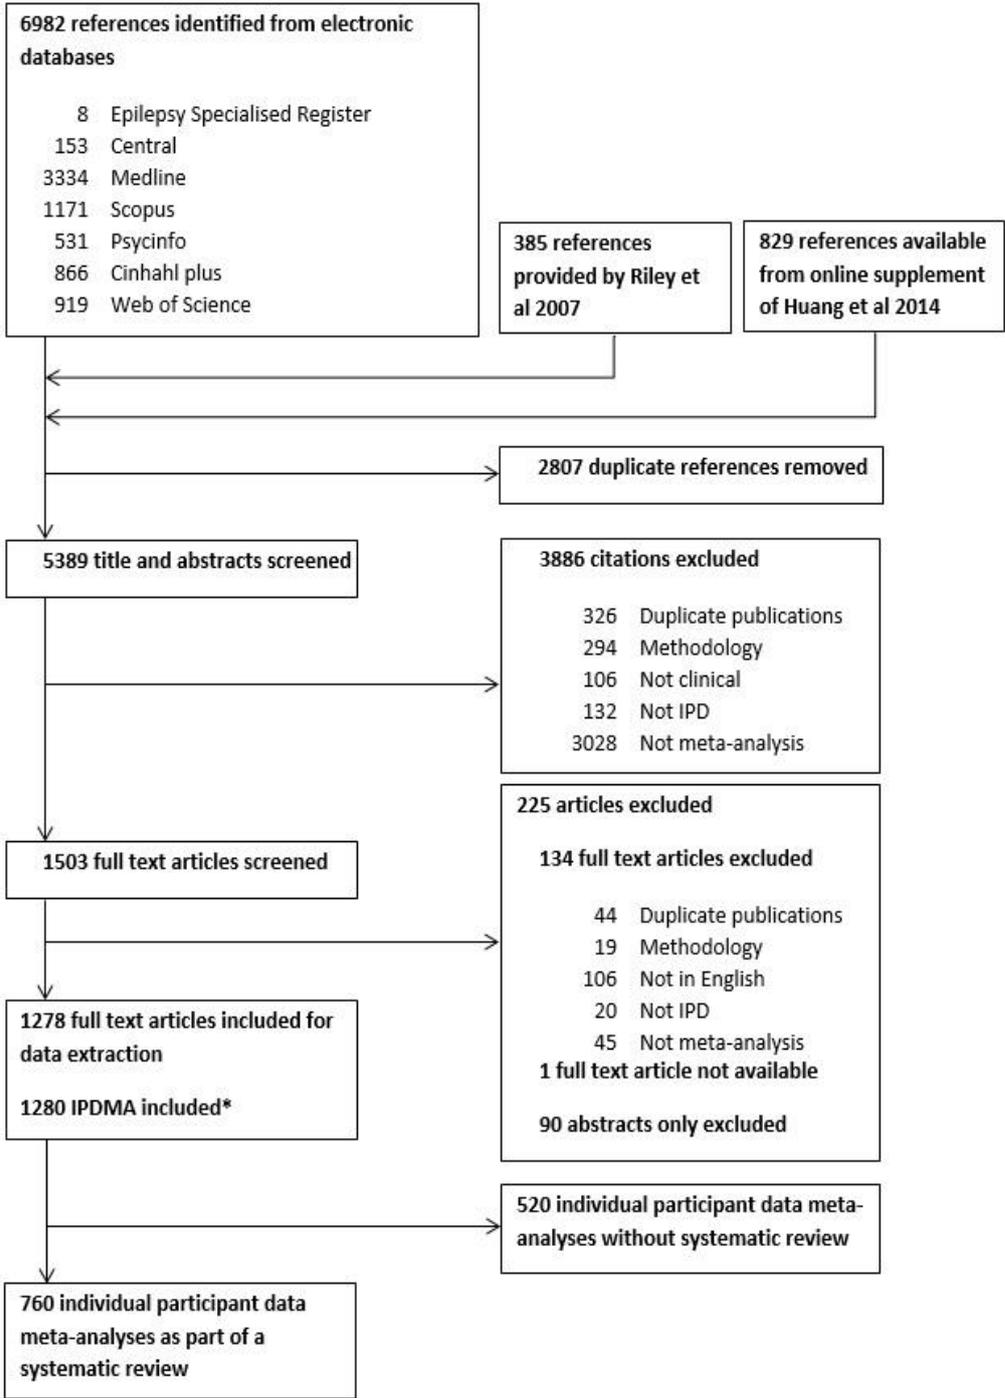 6982 references identified from electronic
databases
8 Epilepsy Specialised Register
153 Central
3334 Medline
1171 Scopus
531 Psycinfo
866 Cinhahl plus
919 Web of Science
385 references
provided by Riley et
al 2007
829 references available
from online supplement
of Huang et al 2014
2807 duplicate references removed
5389 title and abstracts screened
3886 citations excluded
326 Duplicate publications
294 Methodology
106 Not clinical
132 Not IPD
3028 Not meta-analysis
1503 full text articles screened
225 articles excluded
134 full text articles excluded
44 Duplicate publications
19 Methodology
106 Not in English
20 Not IPD
45 Not meta-analysis
1 full text article not available
90 abstracts only excluded
1278 full text articles included for
data extraction
1280 IPDMA included*
520 individual participant data meta-
analyses without systematic review
760 individual participant data
meta-analyses as part of a
systematic review